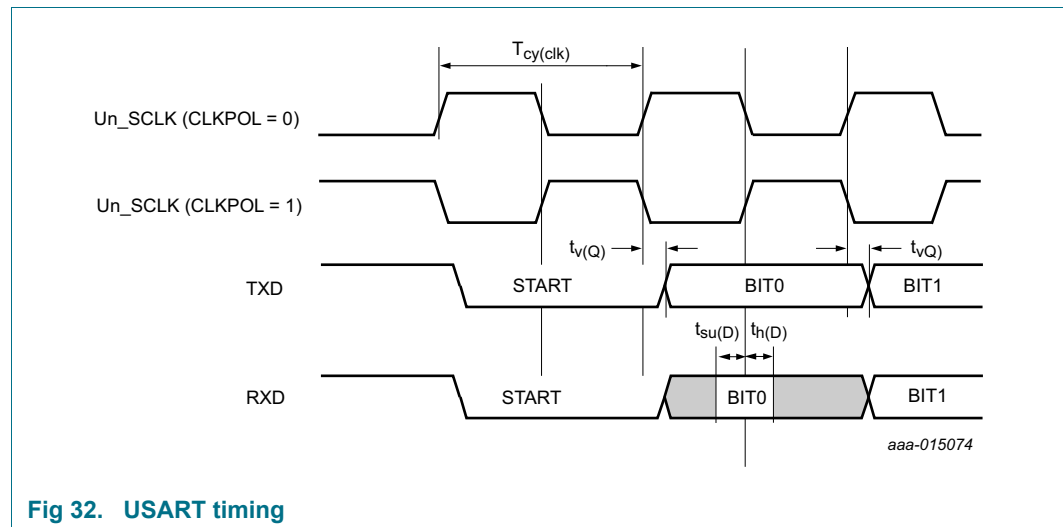 Tcy(clk)
Un_SCLK (CLKPOL = 0)
Un_SCLK (CLKPOL = 1)
tv(Q)
tvQ)
TXD
START
BIT0
BIT1
tsu(D)
th(D)
RXD
START
BIT0
BIT1
aaa-015074
Fig 32. USART timing